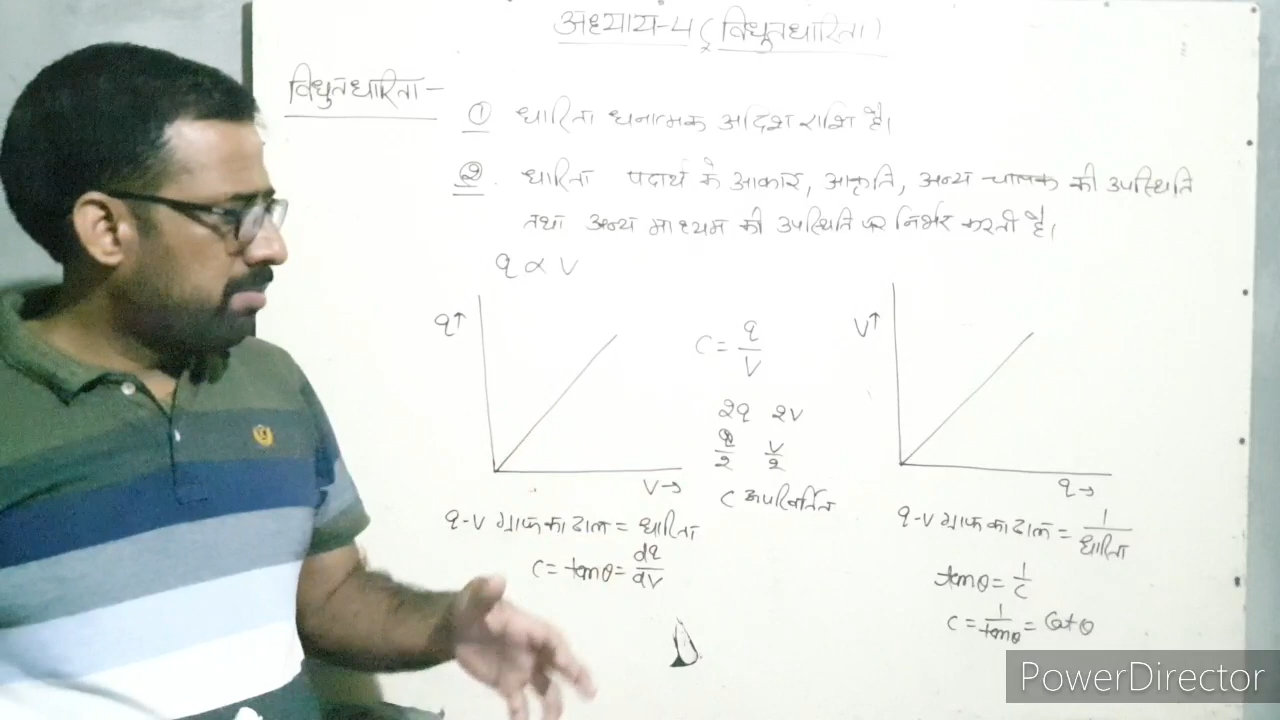 अध्याय-4 (विधुतधारिता)
विधुतधारिता -
① धारिता धनात्मक अदिश राशि है।
② धारिता पदार्थ के आकार, आकृति, अन्य चालक की उपस्थिति
तथा अन्य माध्यम की उपस्थिति पर निर्भर करती है।
q ∝ V
q↑
V→
C = q/V
2q 2V
q/2 V/2
C अपरिवर्तित
V↑
q→
q-V ग्राफ का ढाल = धारिता
C = tanθ = dq/dV
q-V ग्राफ का ढाल = 1/धारिता
tanθ = 1/C
C = 1/tanθ = Cotθ
PowerDirector